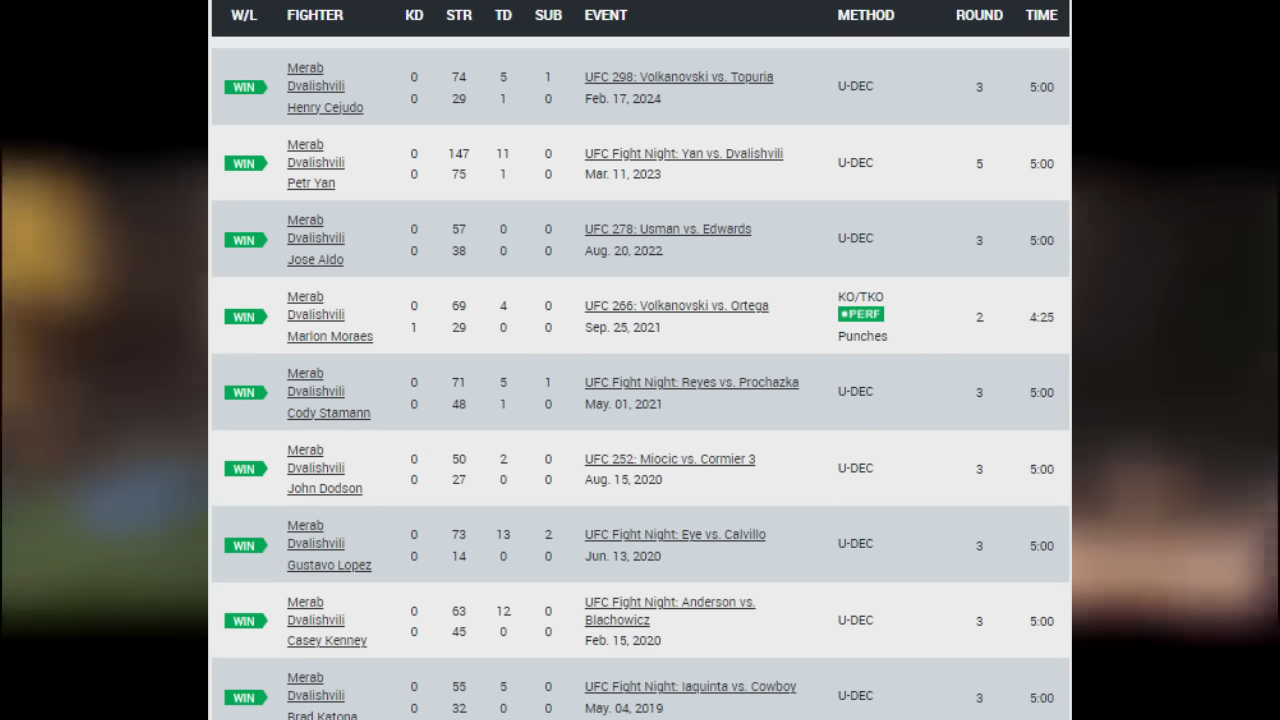 W/L FIGHTER KD STR TD SUB EVENT METHOD ROUND TIME
WIN Merab Dvalishvili 0 74 5 1 UFC 298: Volkanovski vs. Topuria U-DEC 3 5:00
Henry Cejudo 0 29 1 0 Feb. 17, 2024
WIN Merab Dvalishvili 0 147 11 0 UFC Fight Night: Yan vs. Dvalishvili U-DEC 5 5:00
Petr Yan 0 75 1 0 Mar. 11, 2023
WIN Merab Dvalishvili 0 57 0 0 UFC 278: Usman vs. Edwards U-DEC 3 5:00
Jose Aldo 0 38 0 0 Aug. 20, 2022
WIN Merab Dvalishvili 0 69 4 0 UFC 266: Volkanovski vs. Ortega KO/TKO PERF 2 4:25
Marlon Moraes 1 29 0 0 Sep. 25, 2021 Punches
WIN Merab Dvalishvili 0 71 5 1 UFC Fight Night: Reyes vs. Prochazka U-DEC 3 5:00
Cody Stamann 0 48 1 0 May. 01, 2021
WIN Merab Dvalishvili 0 50 2 0 UFC 252: Miocic vs. Cormier 3 U-DEC 3 5:00
John Dodson 0 27 0 0 Aug. 15, 2020
WIN Merab Dvalishvili 0 73 13 2 UFC Fight Night: Eye vs. Calvillo U-DEC 3 5:00
Gustavo Lopez 0 14 0 0 Jun. 13, 2020
WIN Merab Dvalishvili 0 63 12 0 UFC Fight Night: Anderson vs. Blachowicz U-DEC 3 5:00
Casey Kenney 0 45 0 0 Feb. 15, 2020
WIN Merab Dvalishvili 0 55 5 0 UFC Fight Night: Iaquinta vs. Cowboy U-DEC 3 5:00
Brad Katona 0 32 0 0 May. 04, 2019